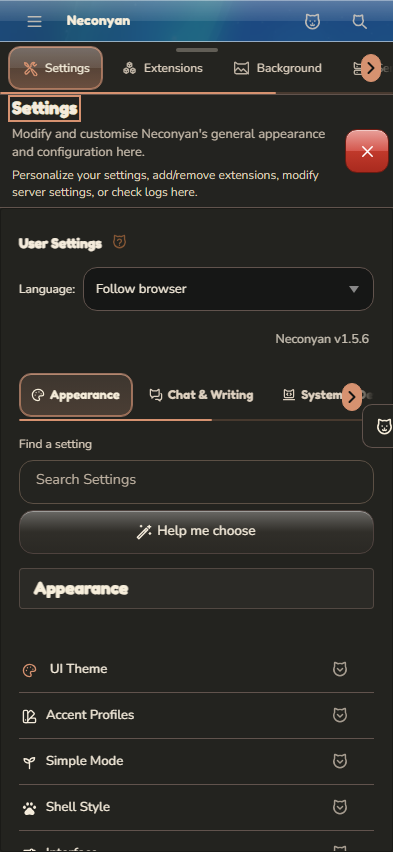 Neconyan
Settings
Extensions
Background
Settings
Modify and customise Neconyan's general appearance
and configuration here.
Personalize your settings, add/remove extensions, modify
server settings, or check logs here.
User Settings
Language:
Follow browser
Neconyan v1.5.6
Appearance
Chat & Writing
System
Find a setting
Search Settings
Help me choose
Appearance
UI Theme
Accent Profiles
Simple Mode
Shell Style